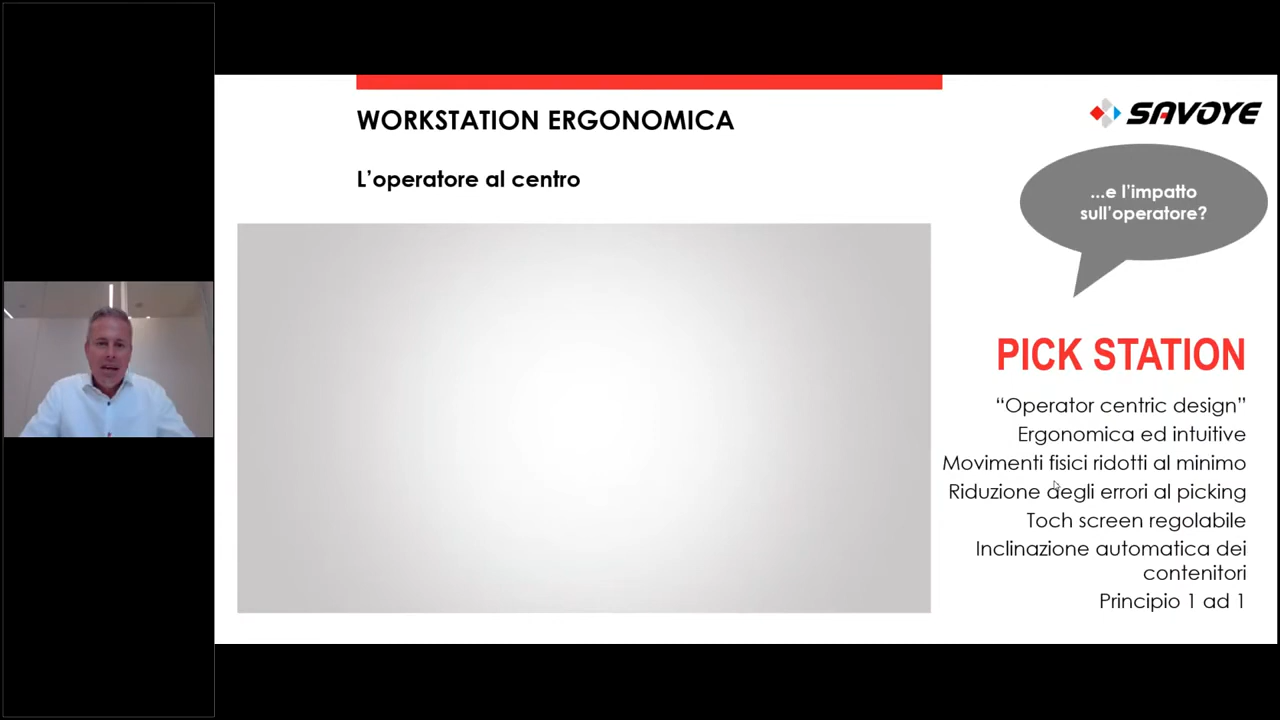 WORKSTATION ERGONOMICA
SAVOYE
L'operatore al centro
...e l'impatto
sull'operatore?
PICK STATION
“Operator centric design”
Ergonomica ed intuitive
Movimenti fisici ridotti al minimo
Riduzione degli errori al picking
Toch screen regolabile
Inclinazione automatica dei
contenitori
Principio 1 ad 1